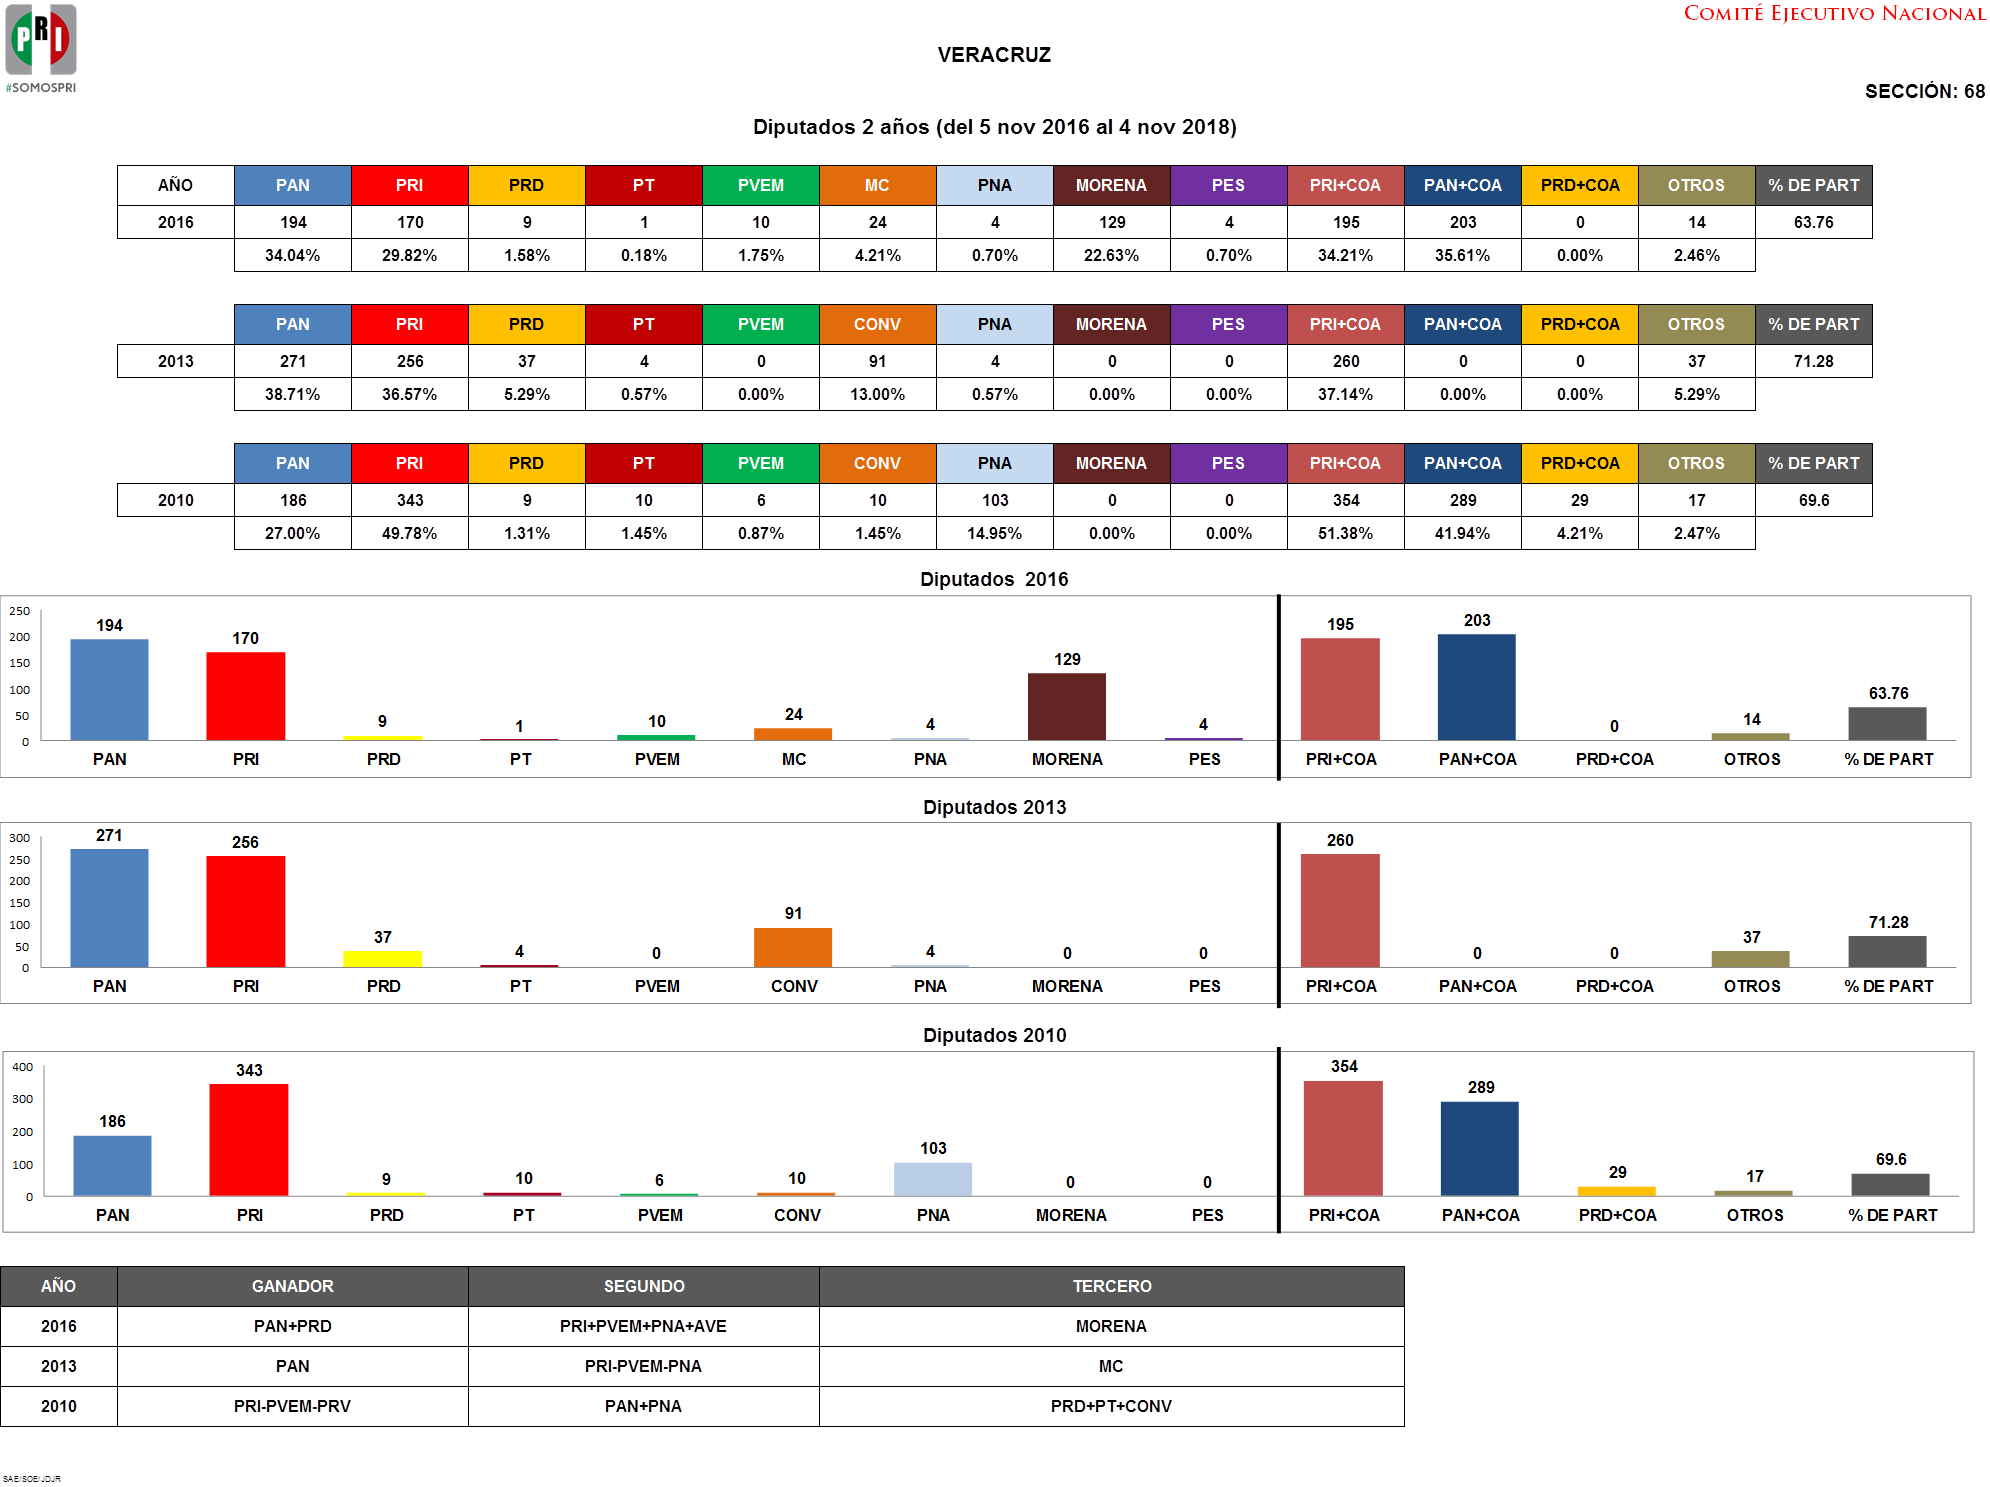 PRI
#SOMOSPRI
COMITÉ EJECUTIVO NACIONAL
VERACRUZ
SECCIÓN: 68
Diputados 2 años (del 5 nov 2016 al 4 nov 2018)
AÑO PAN PRI PRD PT PVEM MC PNA MORENA PES PRI+COA PAN+COA PRD+COA OTROS % DE PART
2016 194 170 9 1 10 24 4 129 4 195 203 0 14 63.76
34.04% 29.82% 1.58% 0.18% 1.75% 4.21% 0.70% 22.63% 0.70% 34.21% 35.61% 0.00% 2.46%
PAN PRI PRD PT PVEM CONV PNA MORENA PES PRI+COA PAN+COA PRD+COA OTROS % DE PART
2013 271 256 37 4 0 91 4 0 0 260 0 0 37 71.28
38.71% 36.57% 5.29% 0.57% 0.00% 13.00% 0.57% 0.00% 0.00% 37.14% 0.00% 0.00% 5.29%
PAN PRI PRD PT PVEM CONV PNA MORENA PES PRI+COA PAN+COA PRD+COA OTROS % DE PART
2010 186 343 9 10 6 10 103 0 0 354 289 29 17 69.6
27.00% 49.78% 1.31% 1.45% 0.87% 1.45% 14.95% 0.00% 0.00% 51.38% 41.94% 4.21% 2.47%
Diputados 2016
250
200
150
100
50
0
194 170 9 1 10 24 4 129 4 195 203 0 14 63.76
PAN PRI PRD PT PVEM MC PNA MORENA PES PRI+COA PAN+COA PRD+COA OTROS % DE PART
Diputados 2013
300
250
200
150
100
50
0
271 256 37 4 0 91 4 0 0 260 0 0 37 71.28
PAN PRI PRD PT PVEM CONV PNA MORENA PES PRI+COA PAN+COA PRD+COA OTROS % DE PART
Diputados 2010
400
300
200
100
0
186 343 9 10 6 10 103 0 0 354 289 29 17 69.6
PAN PRI PRD PT PVEM CONV PNA MORENA PES PRI+COA PAN+COA PRD+COA OTROS % DE PART
AÑO GANADOR SEGUNDO TERCERO
2016 PAN+PRD PRI+PVEM+PNA+AVE MORENA
2013 PAN PRI-PVEM-PNA MC
2010 PRI-PVEM-PRV PAN+PNA PRD+PT+CONV
SAE/SOE/JDJR